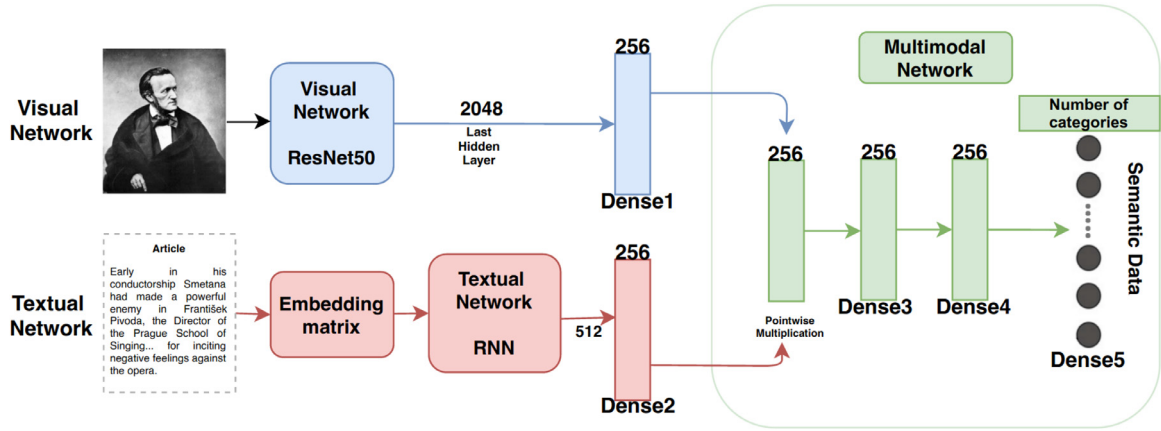 Visual
Network
Visual
Network
ResNet50
2048
Last
Hidden
Layer
256
Dense1
Textual
Network
Article
Early in his
conductorship Smetana
had made a powerful
enemy in František
Pivoda, the Director of
the Prague School of
Singing... for inciting
negative feelings against
the opera.
Embedding
matrix
Textual
Network
RNN
512
256
Dense2
Multimodal
Network
256
Pointwise
Multiplication
256
Dense3
256
Dense4
Number of
categories
Semantic Data
Dense5